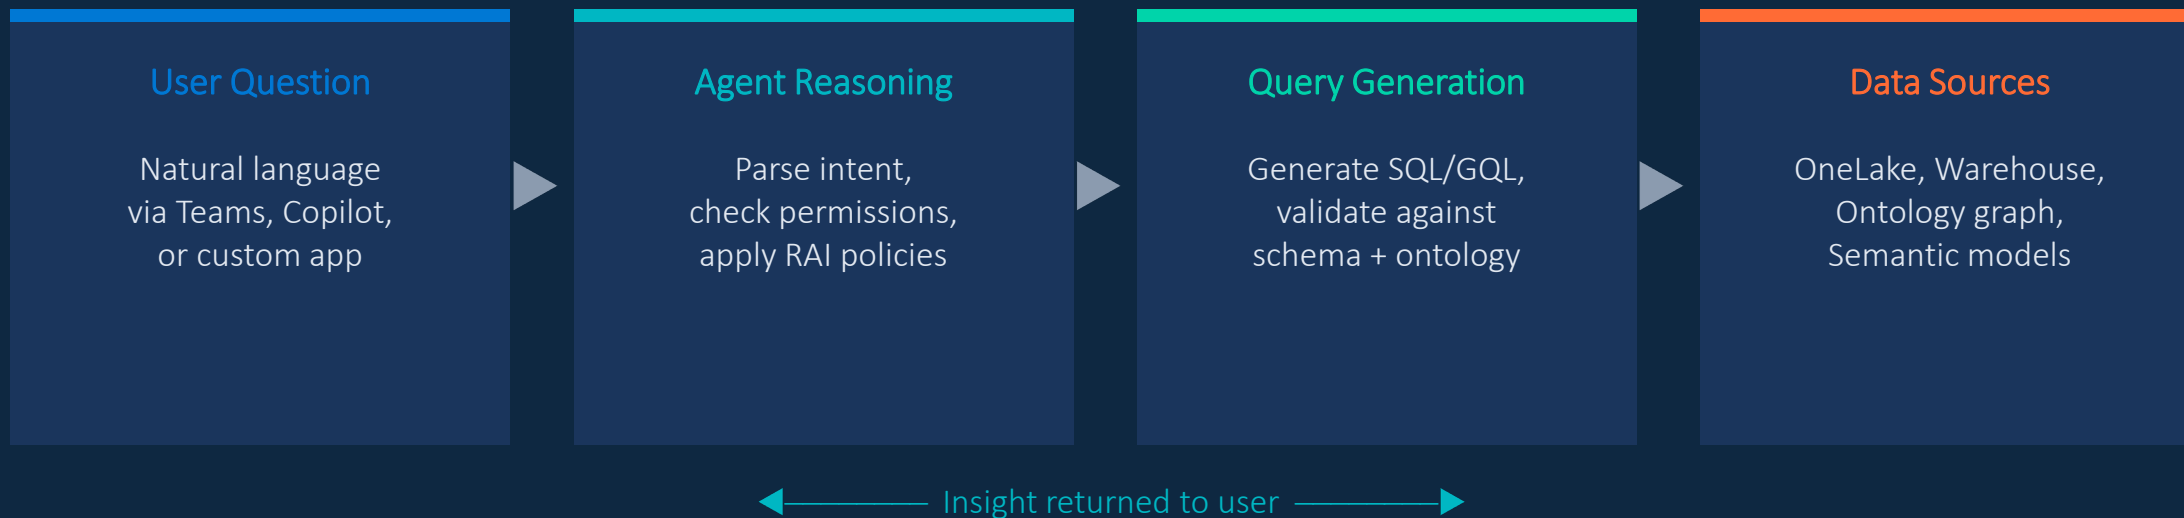 User Question
Natural language
via Teams, Copilot,
or custom app
Agent Reasoning
Parse intent,
check permissions,
apply RAI policies
Query Generation
Generate SQL/GQL,
validate against
schema + ontology
Data Sources
OneLake, Warehouse,
Ontology graph,
Semantic models
Insight returned to user